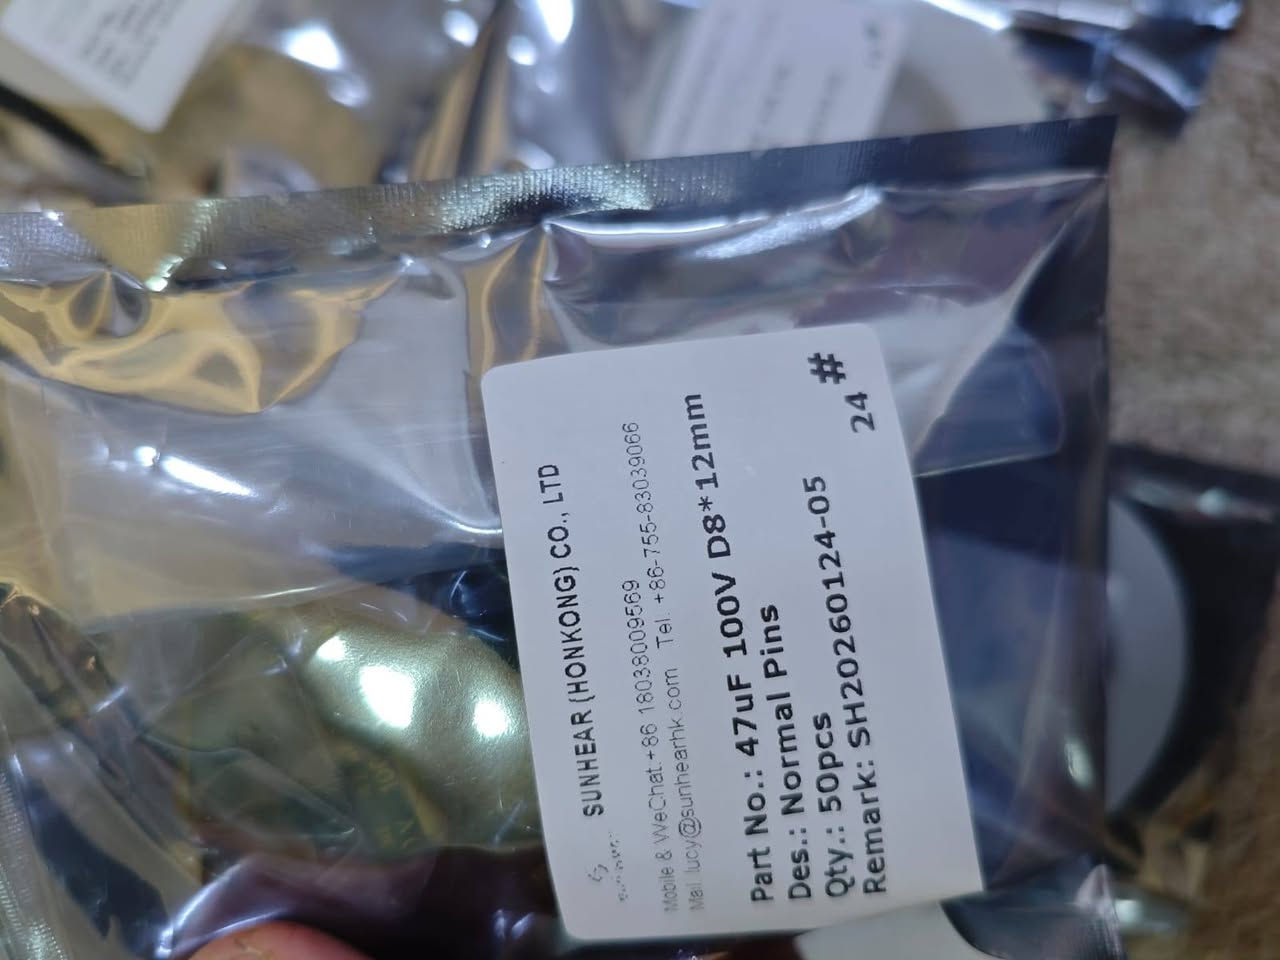 SUNHEAR (HONKONG) CO., LTD
Mobile & WeChat:+86 18038009569
Mail: lucy@sunhearhk.com Tel: +86-755-83039066
Part No.: 47uF 100V D8*12mm
Des.: Normal Pins
Qty.: 50pcs
Remark: SH20260124-05
24 #